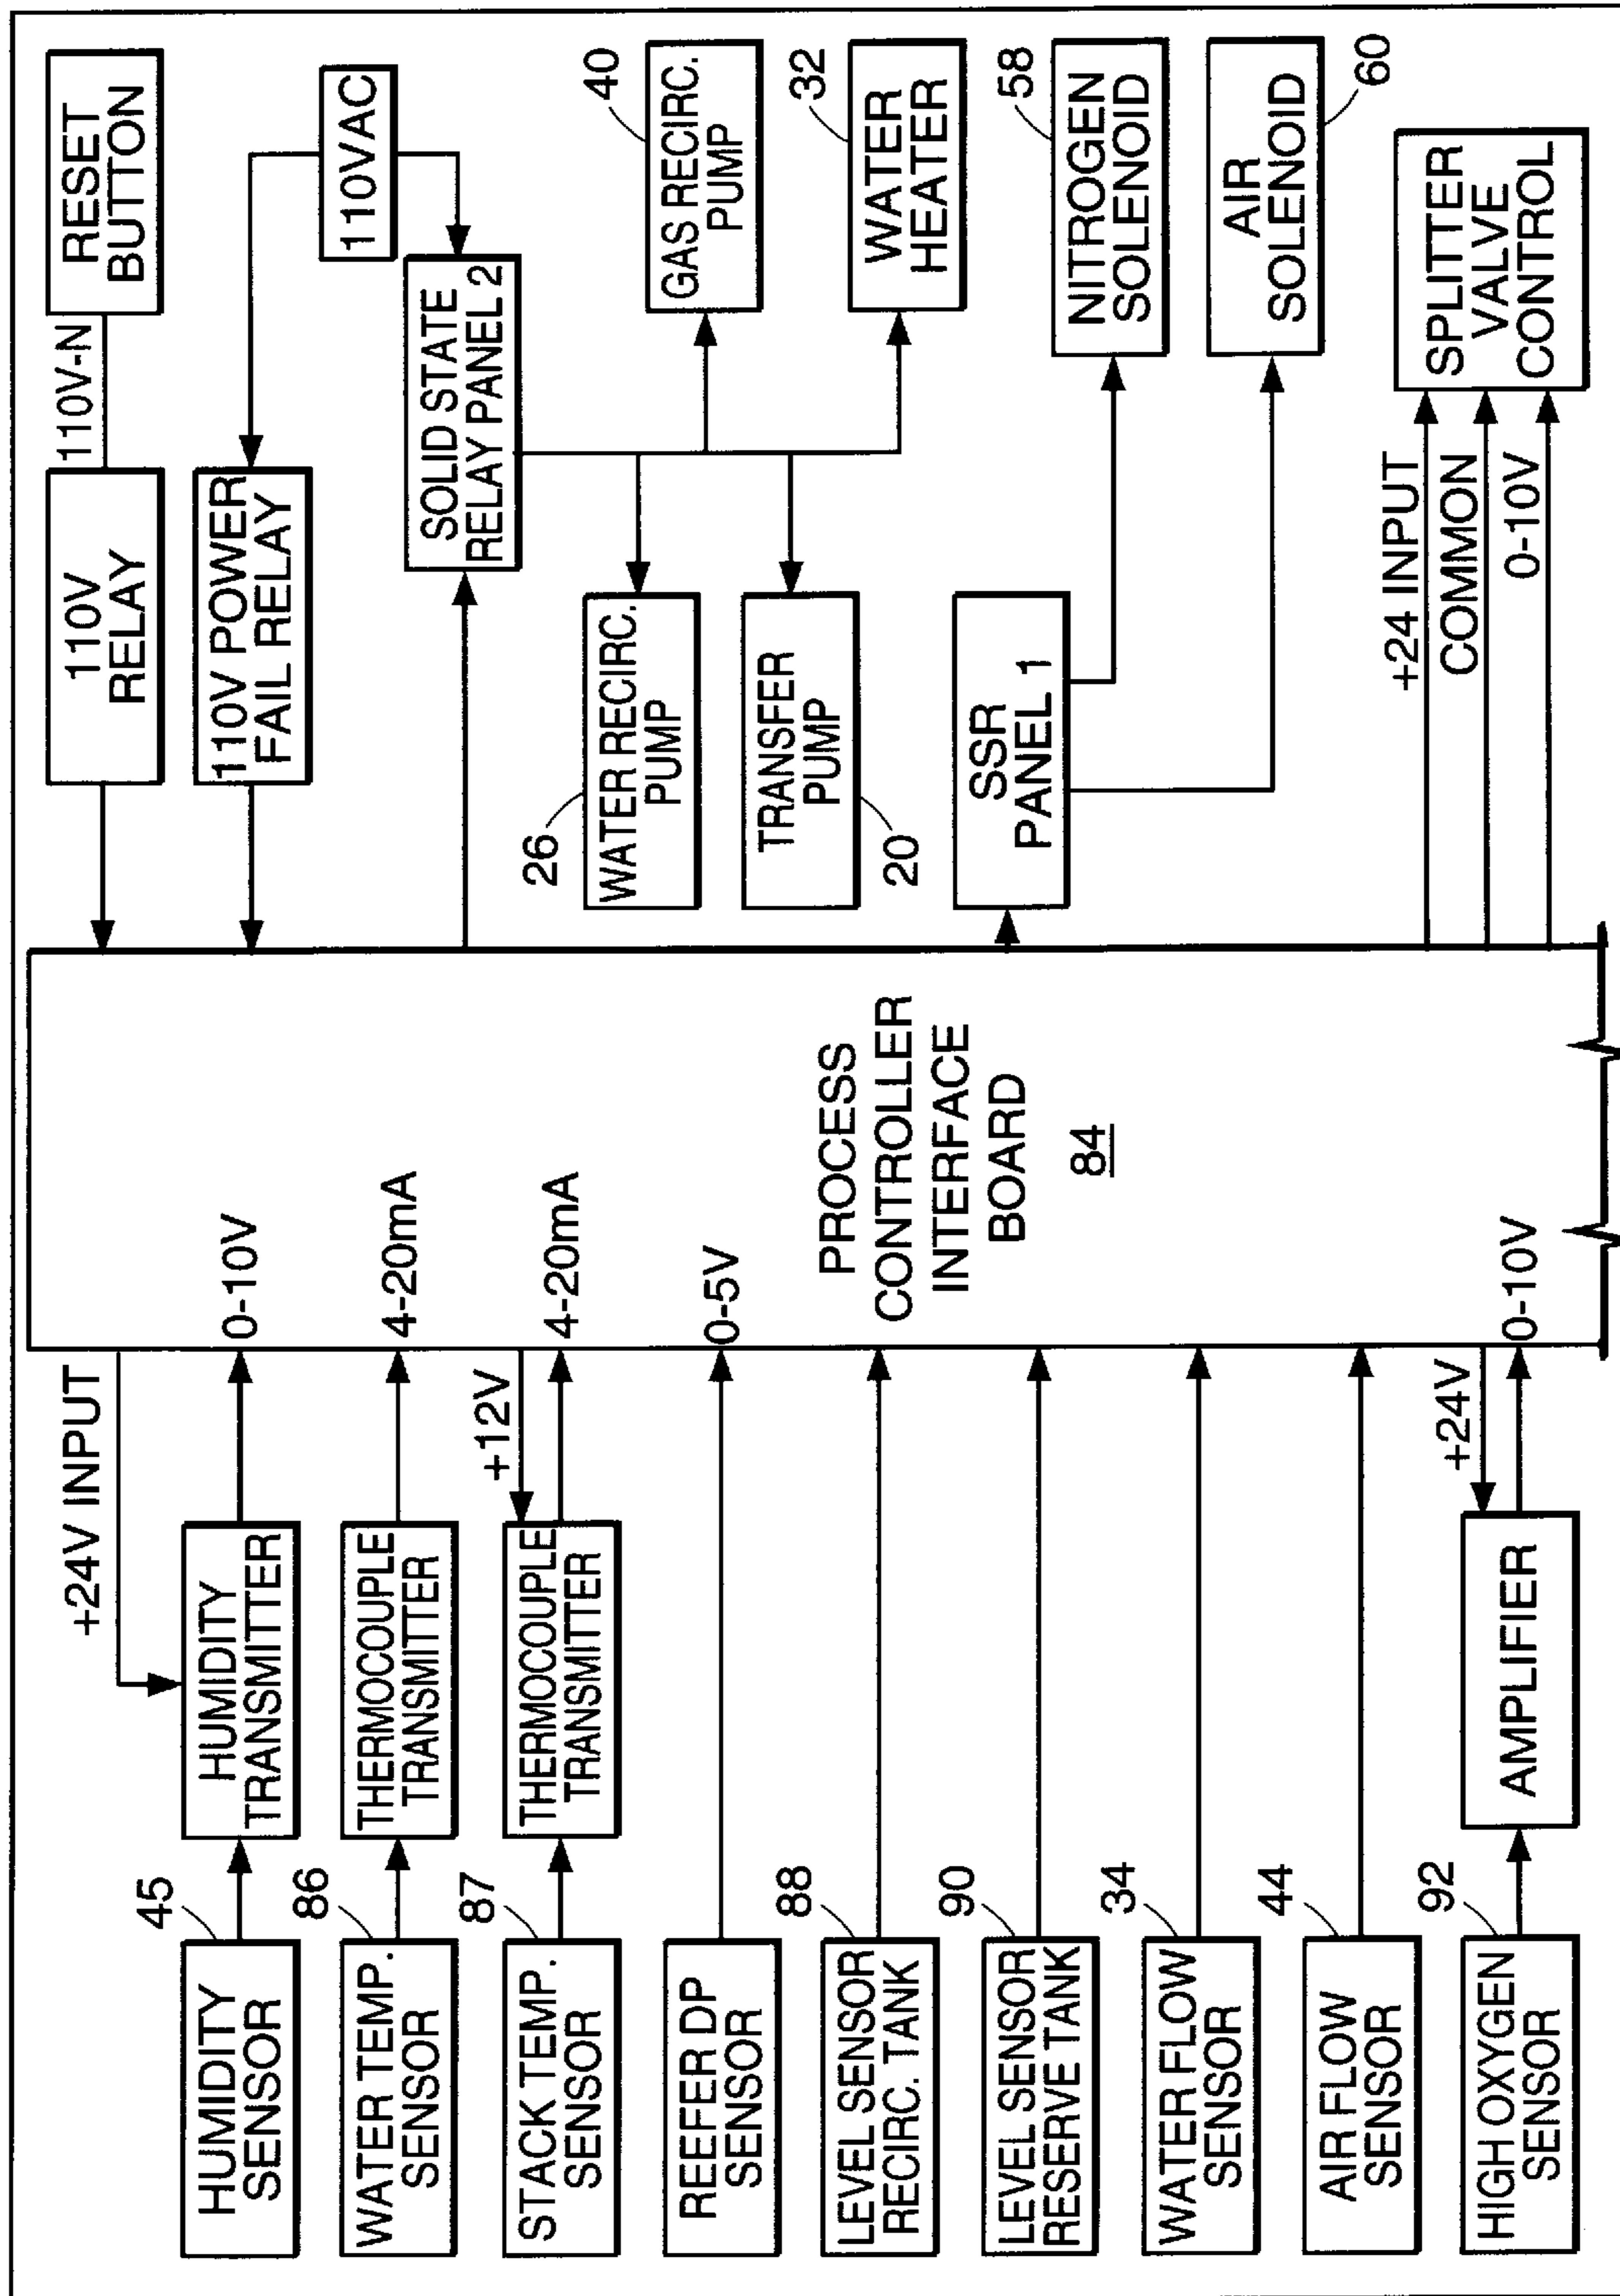 HUMIDITY
SENSOR
45
WATER TEMP.
SENSOR
86
STACK TEMP.
SENSOR
87
REEFER DP
SENSOR
LEVEL SENSOR
RECIRC. TANK
88
LEVEL SENSOR
RESERVE TANK
90
WATER FLOW
SENSOR
34
AIR FLOW
SENSOR
44
HIGH OXYGEN
SENSOR
92
+24V INPUT
HUMIDITY
TRANSMITTER
THERMOCOUPLE
TRANSMITTER
+12V
THERMOCOUPLE
TRANSMITTER
+24V
AMPLIFIER
0-10V
4-20mA
4-20mA
0-5V
0-10V
PROCESS
CONTROLLER
INTERFACE
BOARD
84
110V
RELAY
110V-N
RESET
BUTTON
110V POWER
FAIL RELAY
110VAC
SOLID STATE
RELAY PANEL 2
26
WATER RECIRC.
PUMP
40
GAS RECIRC.
PUMP
TRANSFER
PUMP
20
32
WATER
HEATER
SSR
PANEL 1
58
NITROGEN
SOLENOID
AIR
SOLENOID
60
+24 INPUT
COMMON
0-10V
SPLITTER
VALVE
CONTROL